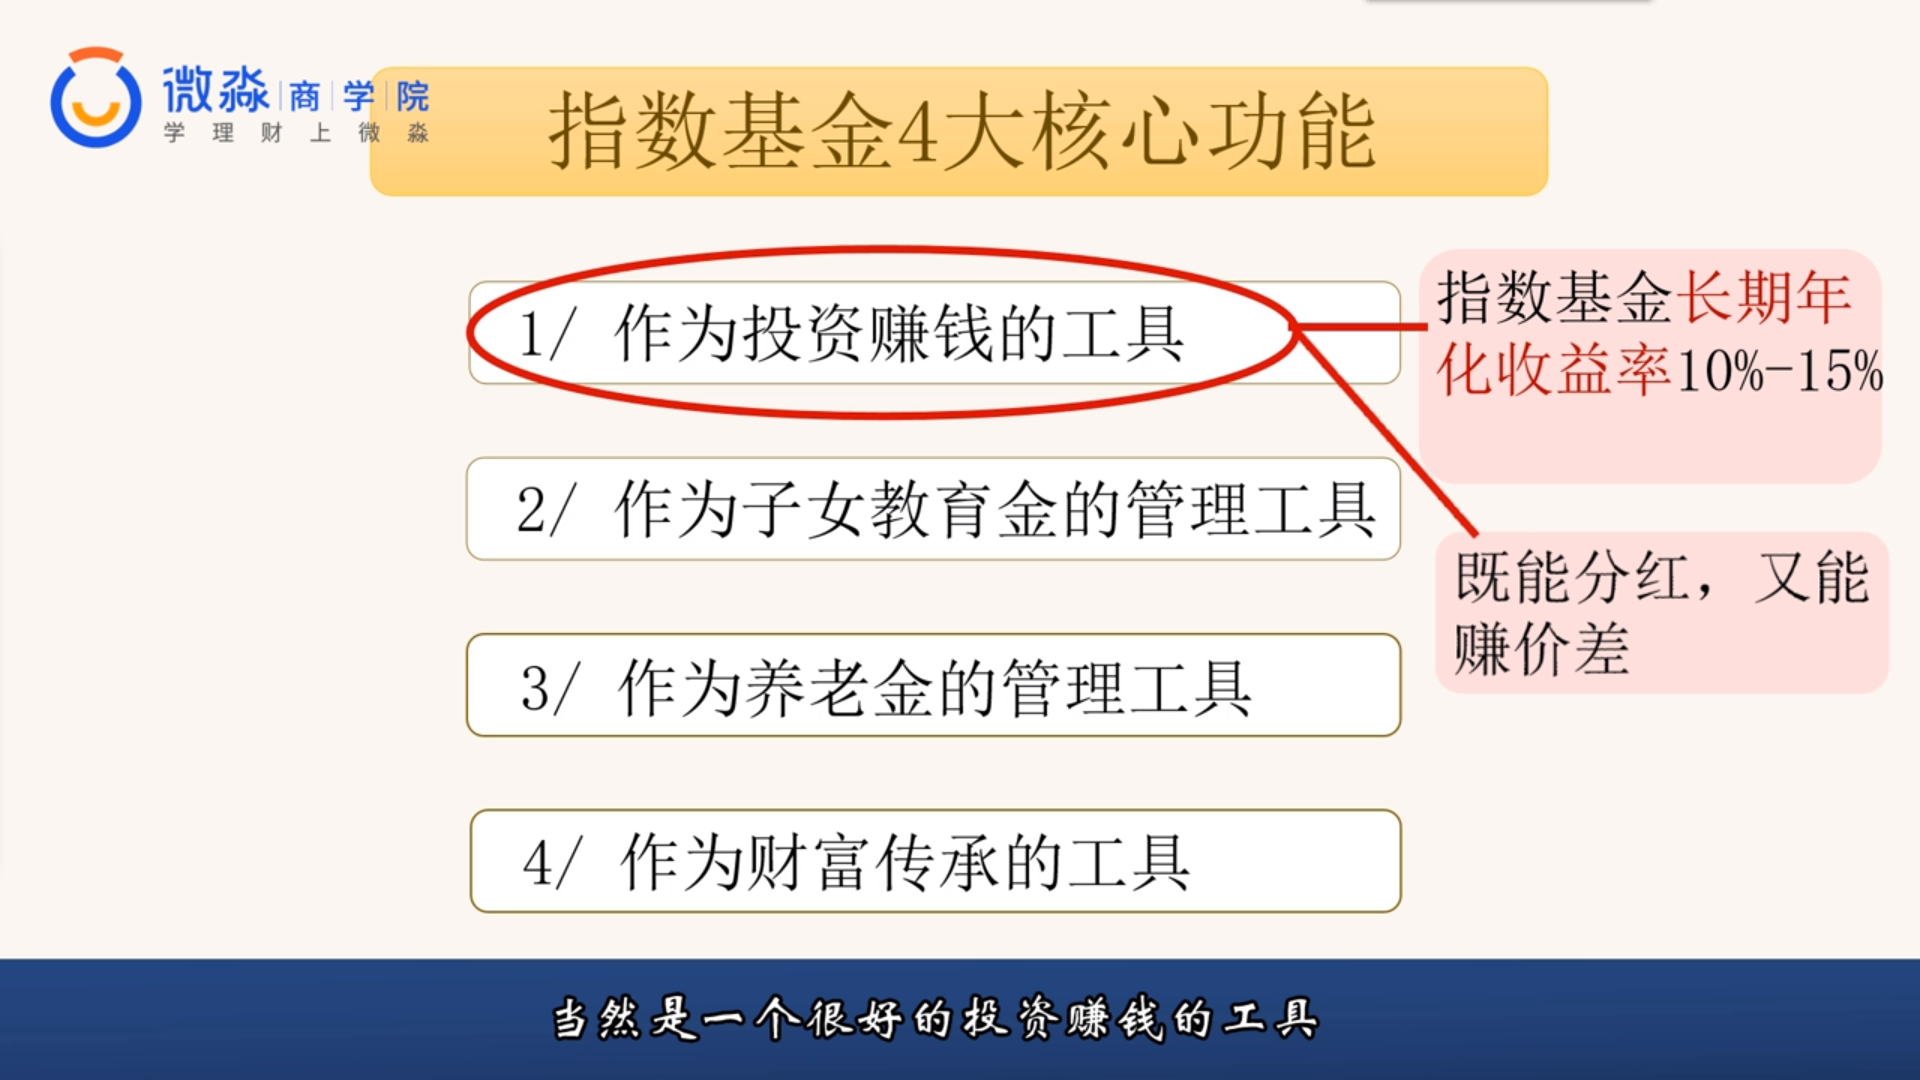 微淼 商 学 院
学理财上微淼
指数基金4大核心功能
1/ 作为投资赚钱的工具
指数基金长期年
化收益率10%-15%
2/ 作为子女教育金的管理工具
既能分红，又能
赚价差
3/ 作为养老金的管理工具
4/ 作为财富传承的工具
当然是一个很好的投资赚钱的工具